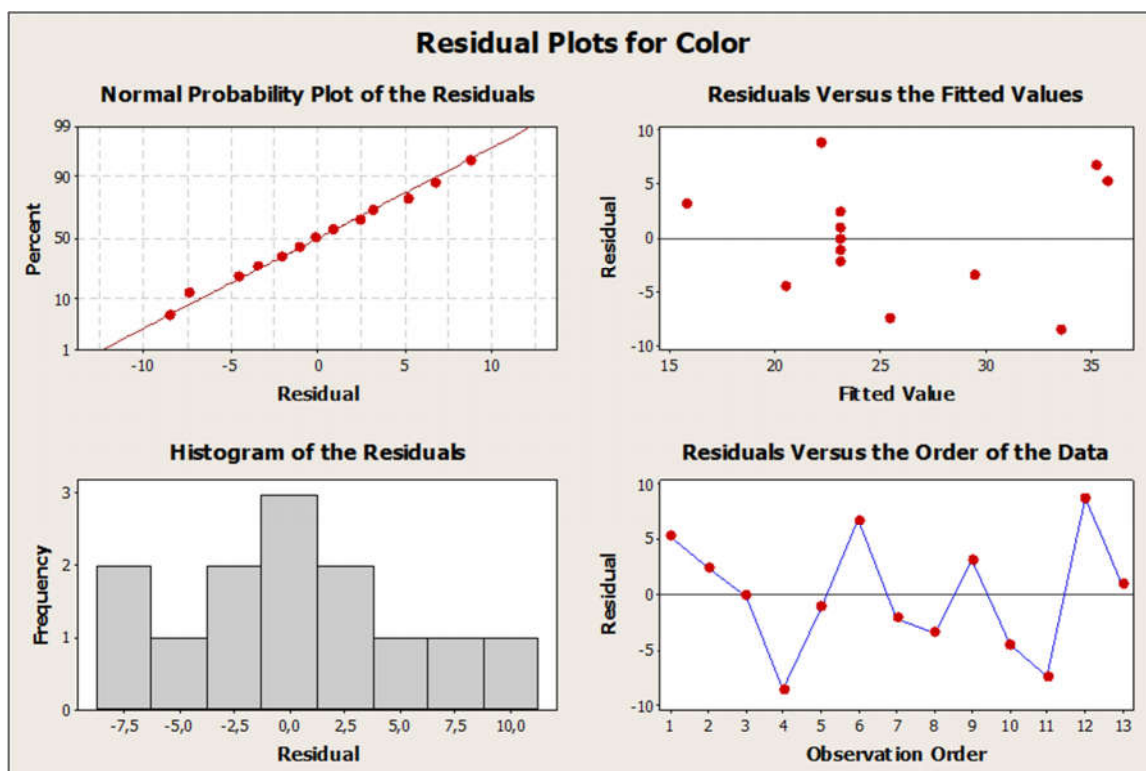 Residual Plots for Color
Normal Probability Plot of the Residuals
99
90
50
10
1
Percent
-10 -5 0 5 10
Residual
Residuals Versus the Fitted Values
10
5
0
-5
-10
Residual
15 20 25 30 35
Fitted Value
Histogram of the Residuals
3
2
1
0
Frequency
-7,5 -5,0 -2,5 0,0 2,5 5,0 7,5 10,0
Residual
Residuals Versus the Order of the Data
10
5
0
-5
-10
Residual
1 2 3 4 5 6 7 8 9 10 11 12 13
Observation Order